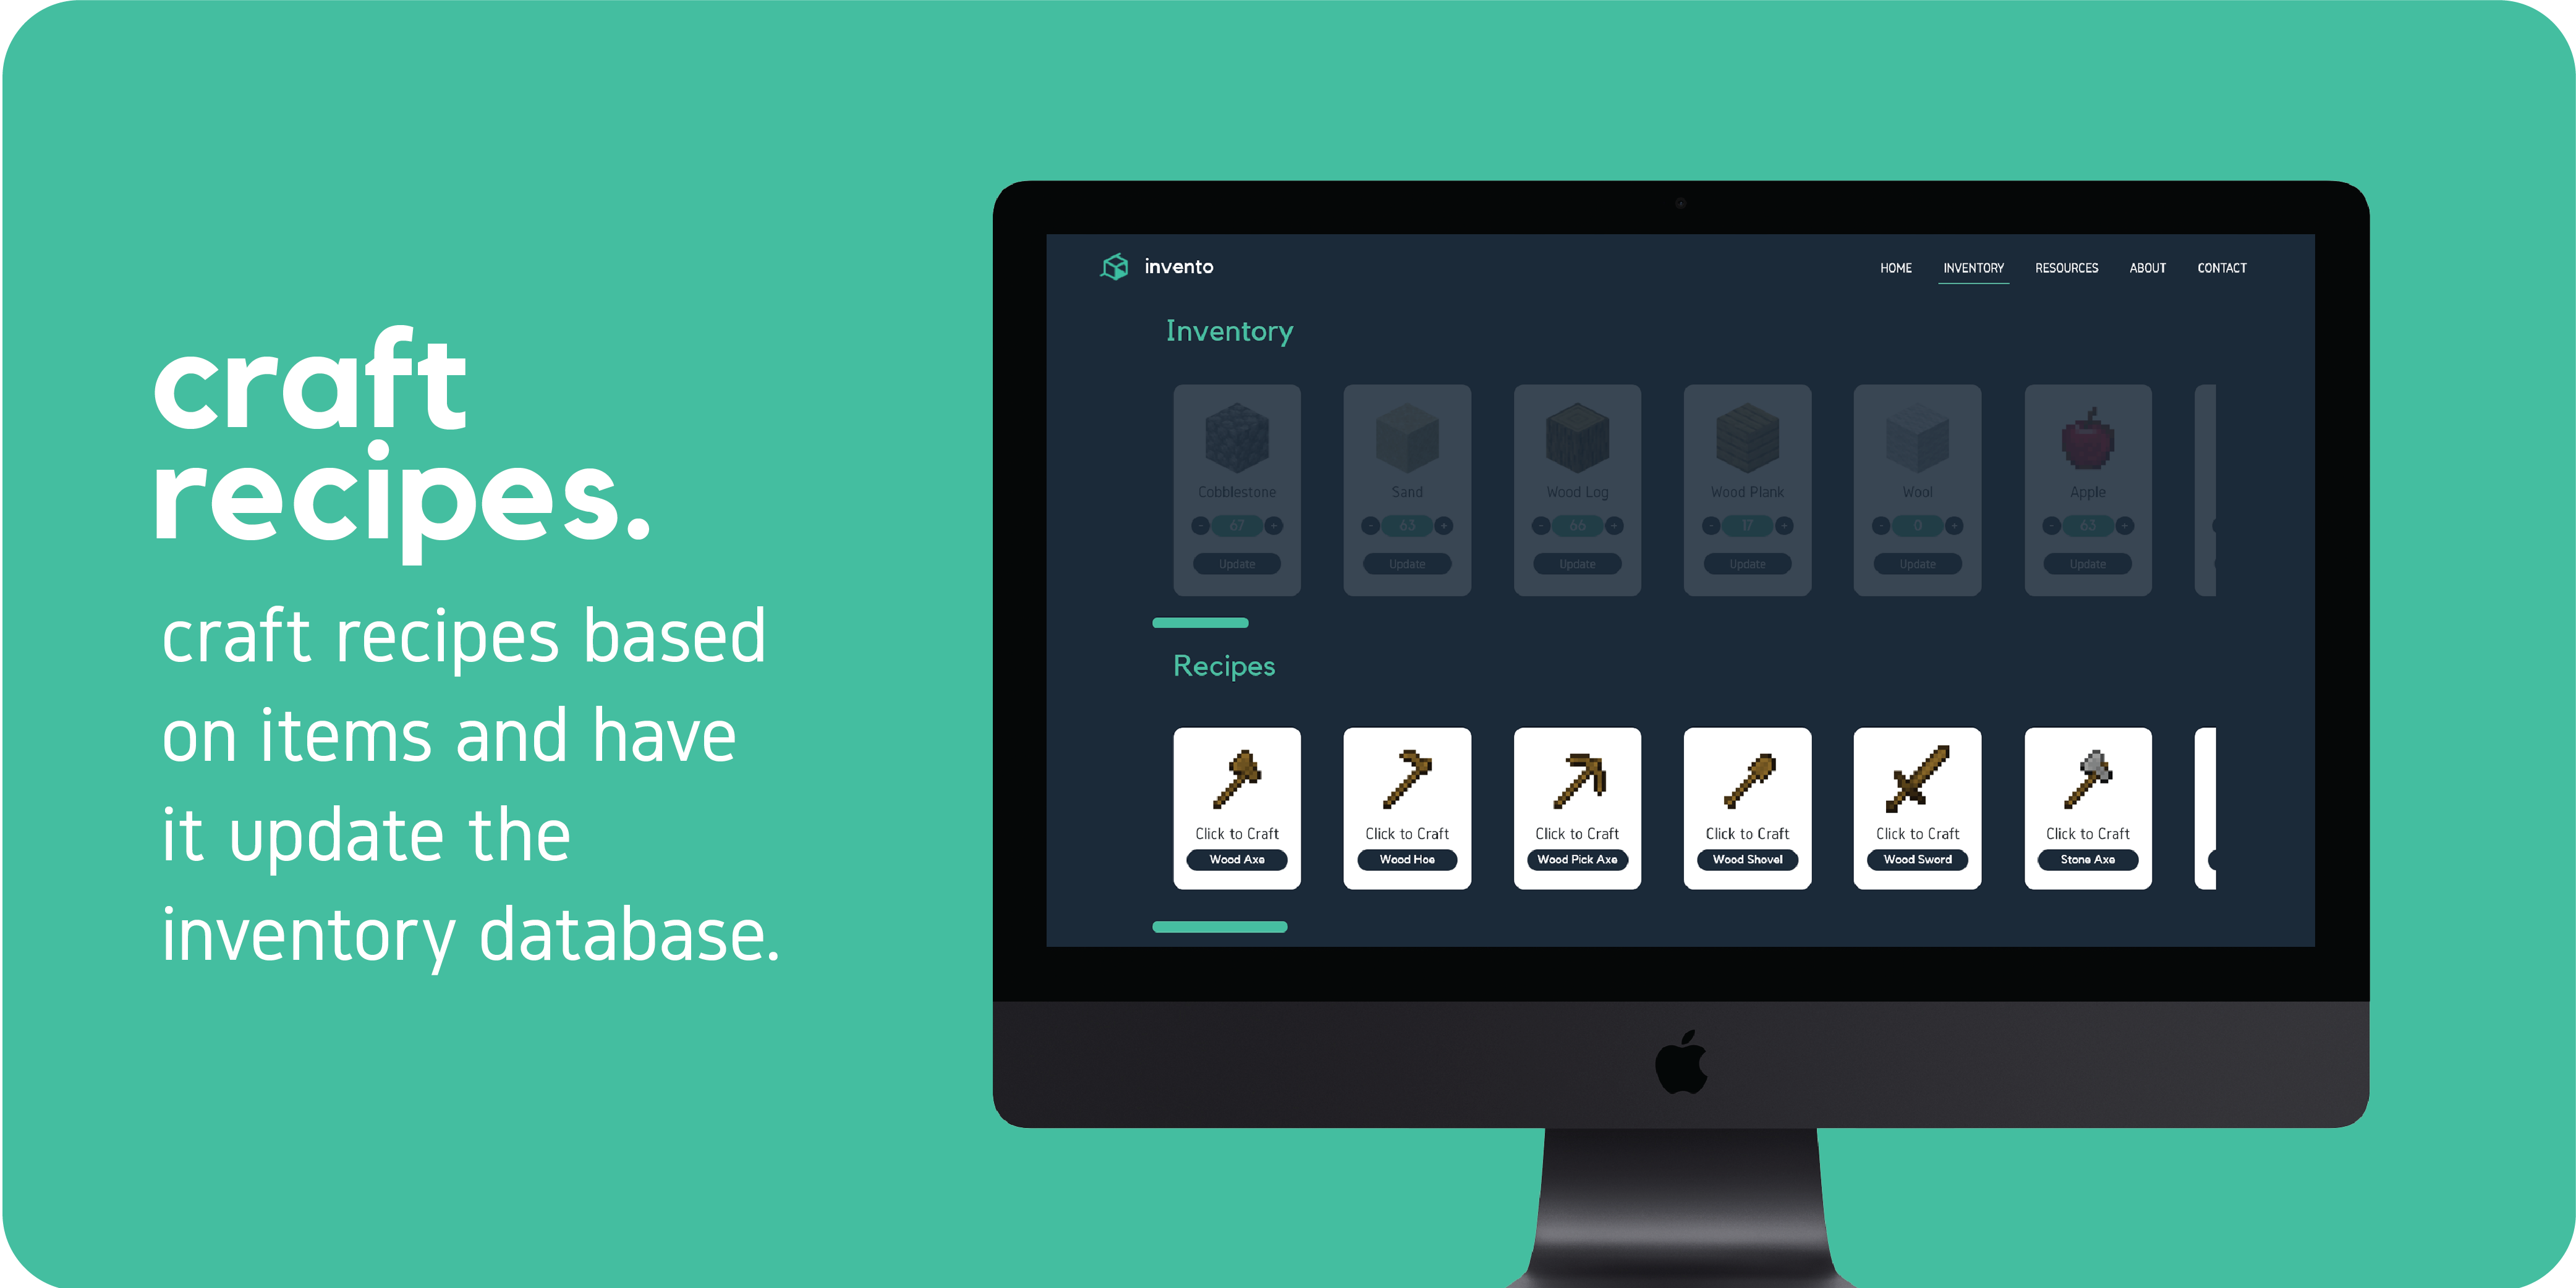 craft
recipes.
craft recipes based
on items and have
it update the
inventory database.
invento
HOME INVENTORY RESOURCES ABOUT CONTACT
Inventory
Cobblestone Sand Wood Log Wood Plank Wool Apple
- 67 + - 63 + - 66 + - 17 + - 0 + - 63 +
Update Update Update Update Update Update
Recipes
Click to Craft Click to Craft Click to Craft Click to Craft Click to Craft Click to Craft
Wood Axe Wood Hoe Wood Pick Axe Wood Shovel Wood Sword Stone Axe